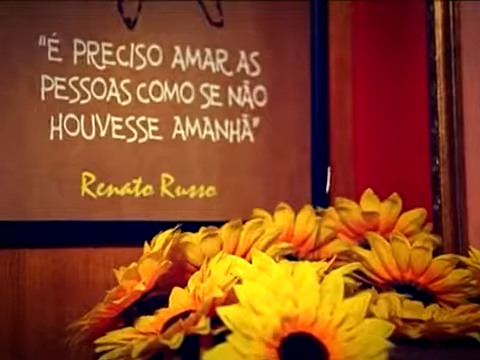 "É PRECISO AMAR AS
PESSOAS COMO SE NÃO
HOUVESSE AMANHÃ"
Renato Russo